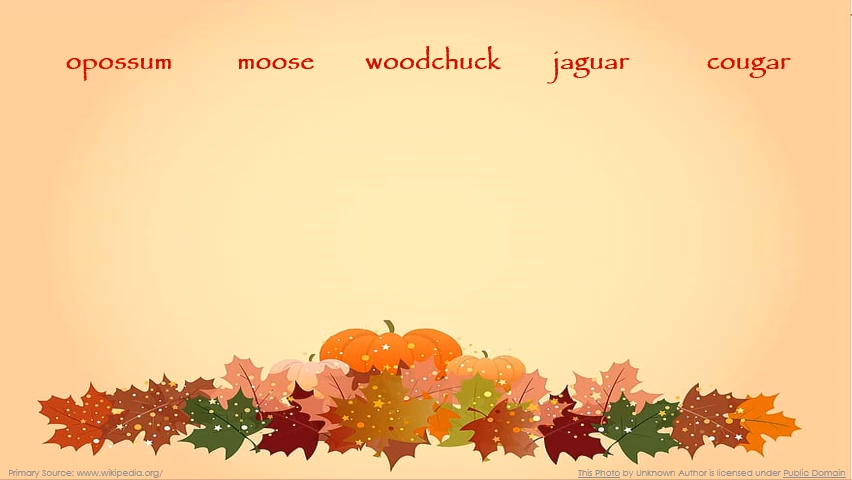 opossum moose woodchuck jaguar cougar
Primary Source: www.wikipedia.org/ This Photo by Unknown Author is licensed under Public Domain